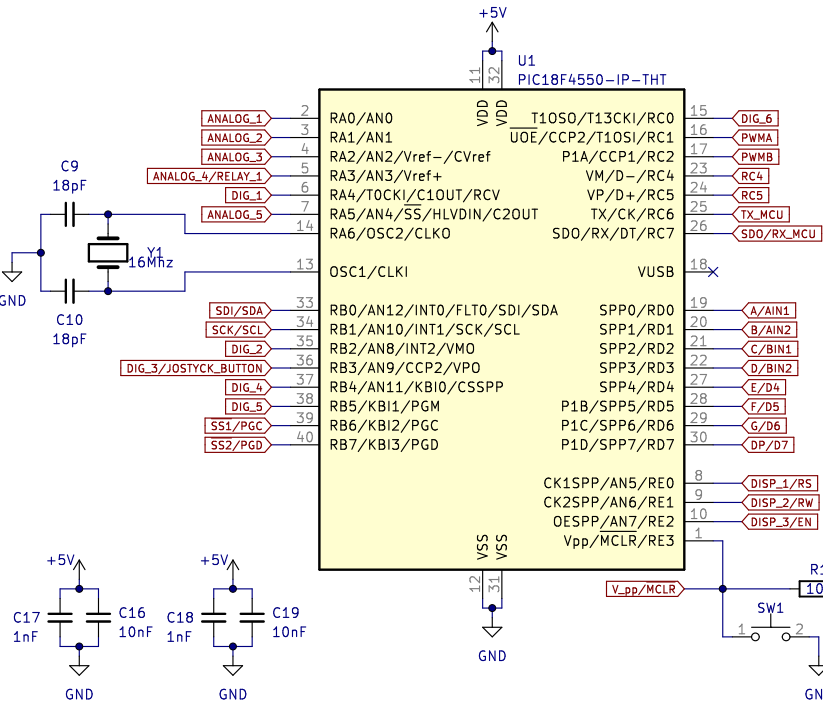 +5V
11
32
U1
PIC18F4550-IP-THT
VDD
VDD
ANALOG_1
2
RA0/AN0
T1OSO/T13CKI/RC0
15
DIG_6
ANALOG_2
3
RA1/AN1
UOE/CCP2/T1OSI/RC1
16
PWMA
ANALOG_3
4
RA2/AN2/Vref-/CVref
P1A/CCP1/RC2
17
PWMB
ANALOG_4/RELAY_1
5
RA3/AN3/Vref+
VM/D-/RC4
23
RC4
DIG_1
6
RA4/T0CKI/C1OUT/RCV
VP/D+/RC5
24
RC5
ANALOG_5
7
RA5/AN4/SS/HLVDIN/C2OUT
TX/CK/RC6
25
TX_MCU
14
RA6/OSC2/CLKO
SDO/RX/DT/RC7
26
SDO/RX_MCU
C9
18pF
Y1
16Mhz
GND
C10
18pF
13
OSC1/CLKI
VUSB
18
SDI/SDA
33
RB0/AN12/INT0/FLT0/SDI/SDA
SPP0/RD0
19
A/AIN1
SCK/SCL
34
RB1/AN10/INT1/SCK/SCL
SPP1/RD1
20
B/AIN2
DIG_2
35
RB2/AN8/INT2/VMO
SPP2/RD2
21
C/BIN1
DIG_3/JOSTYCK_BUTTON
36
RB3/AN9/CCP2/VPO
SPP3/RD3
22
D/BIN2
DIG_4
37
RB4/AN11/KBI0/CSSPP
SPP4/RD4
27
E/D4
DIG_5
38
RB5/KBI1/PGM
P1B/SPP5/RD5
28
F/D5
SS1/PGC
39
RB6/KBI2/PGC
P1C/SPP6/RD6
29
G/D6
SS2/PGD
40
RB7/KBI3/PGD
P1D/SPP7/RD7
30
DP/D7
CK1SPP/AN5/RE0
8
DISP_1/RS
CK2SPP/AN6/RE1
9
DISP_2/RW
OESPP/AN7/RE2
10
DISP_3/EN
Vpp/MCLR/RE3
1
VSS
VSS
12
31
GND
V_pp/MCLR
R1
10
SW1
1
2
GN
+5V
C17
1nF
C16
10nF
GND
+5V
C18
1nF
C19
10nF
GND